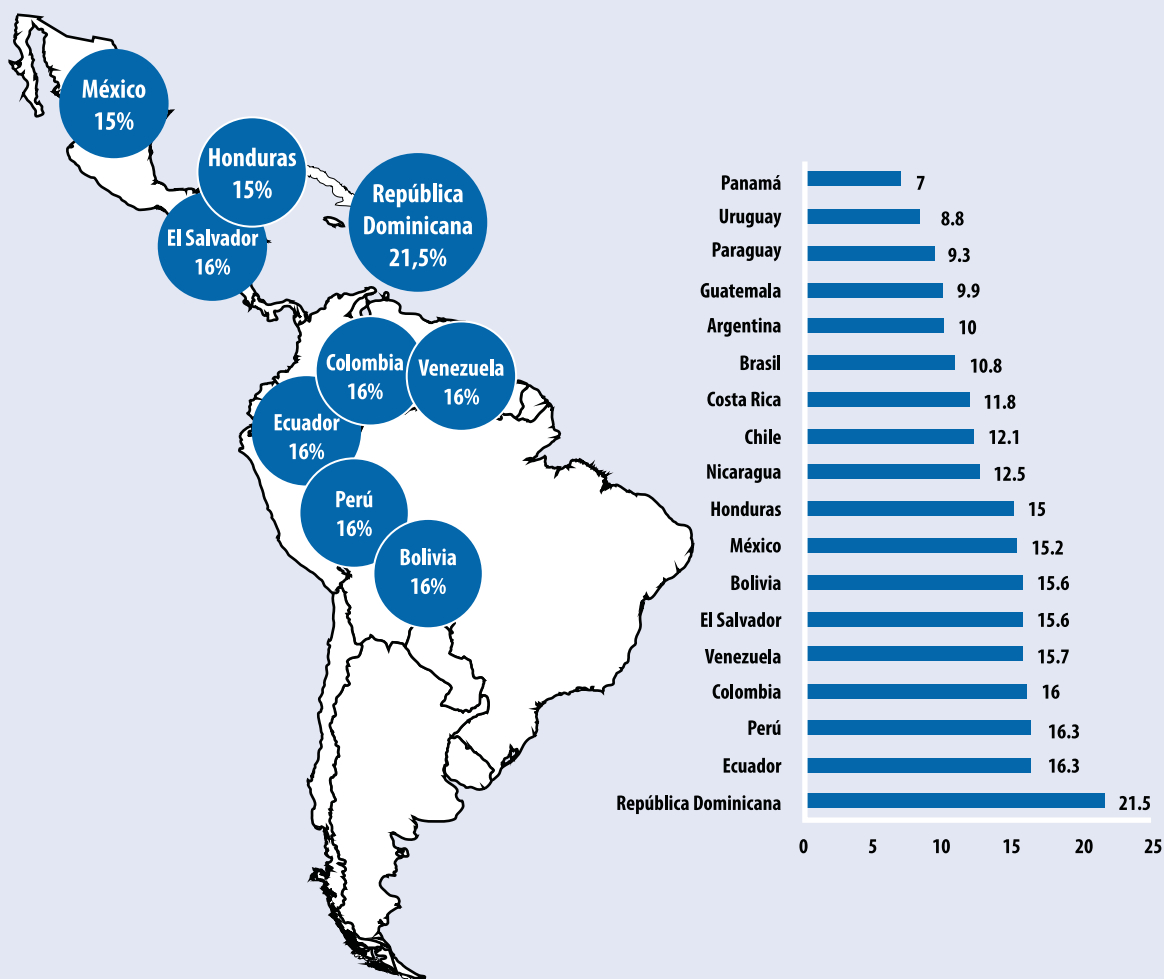 México
15%
Honduras
15%
República
Dominicana
21,5%
El Salvador
16%
Colombia
16%
Venezuela
16%
Ecuador
16%
Perú
16%
Bolivia
16%
Panamá 7
Uruguay 8.8
Paraguay 9.3
Guatemala 9.9
Argentina 10
Brasil 10.8
Costa Rica 11.8
Chile 12.1
Nicaragua 12.5
Honduras 15
México 15.2
Bolivia 15.6
El Salvador 15.6
Venezuela 15.7
Colombia 16
Perú 16.3
Ecuador 16.3
República Dominicana 21.5
0 5 10 15 20 25